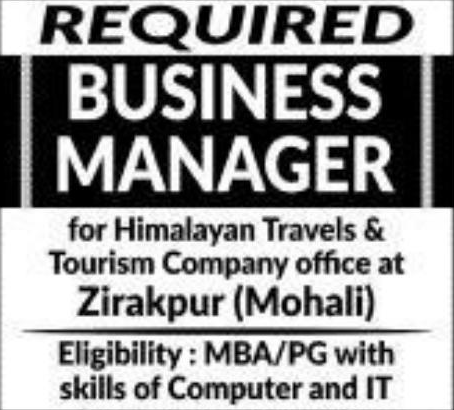 REQUIRED
BUSINESS
MANAGER
for Himalayan Travels &
Tourism Company office at
Zirakpur (Mohali)
Eligibility : MBA/PG with
skills of Computer and IT